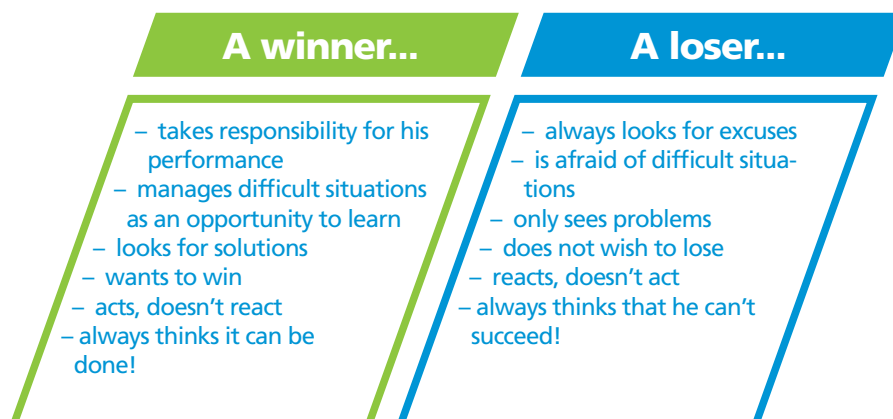 A winner...
– takes responsibility for his
performance
– manages difficult situations
as an opportunity to learn
– looks for solutions
– wants to win
– acts, doesn’t react
– always thinks it can be
done!
A loser...
– always looks for excuses
– is afraid of difficult situa-
tions
– only sees problems
– does not wish to lose
– reacts, doesn’t act
– always thinks that he can’t
succeed!